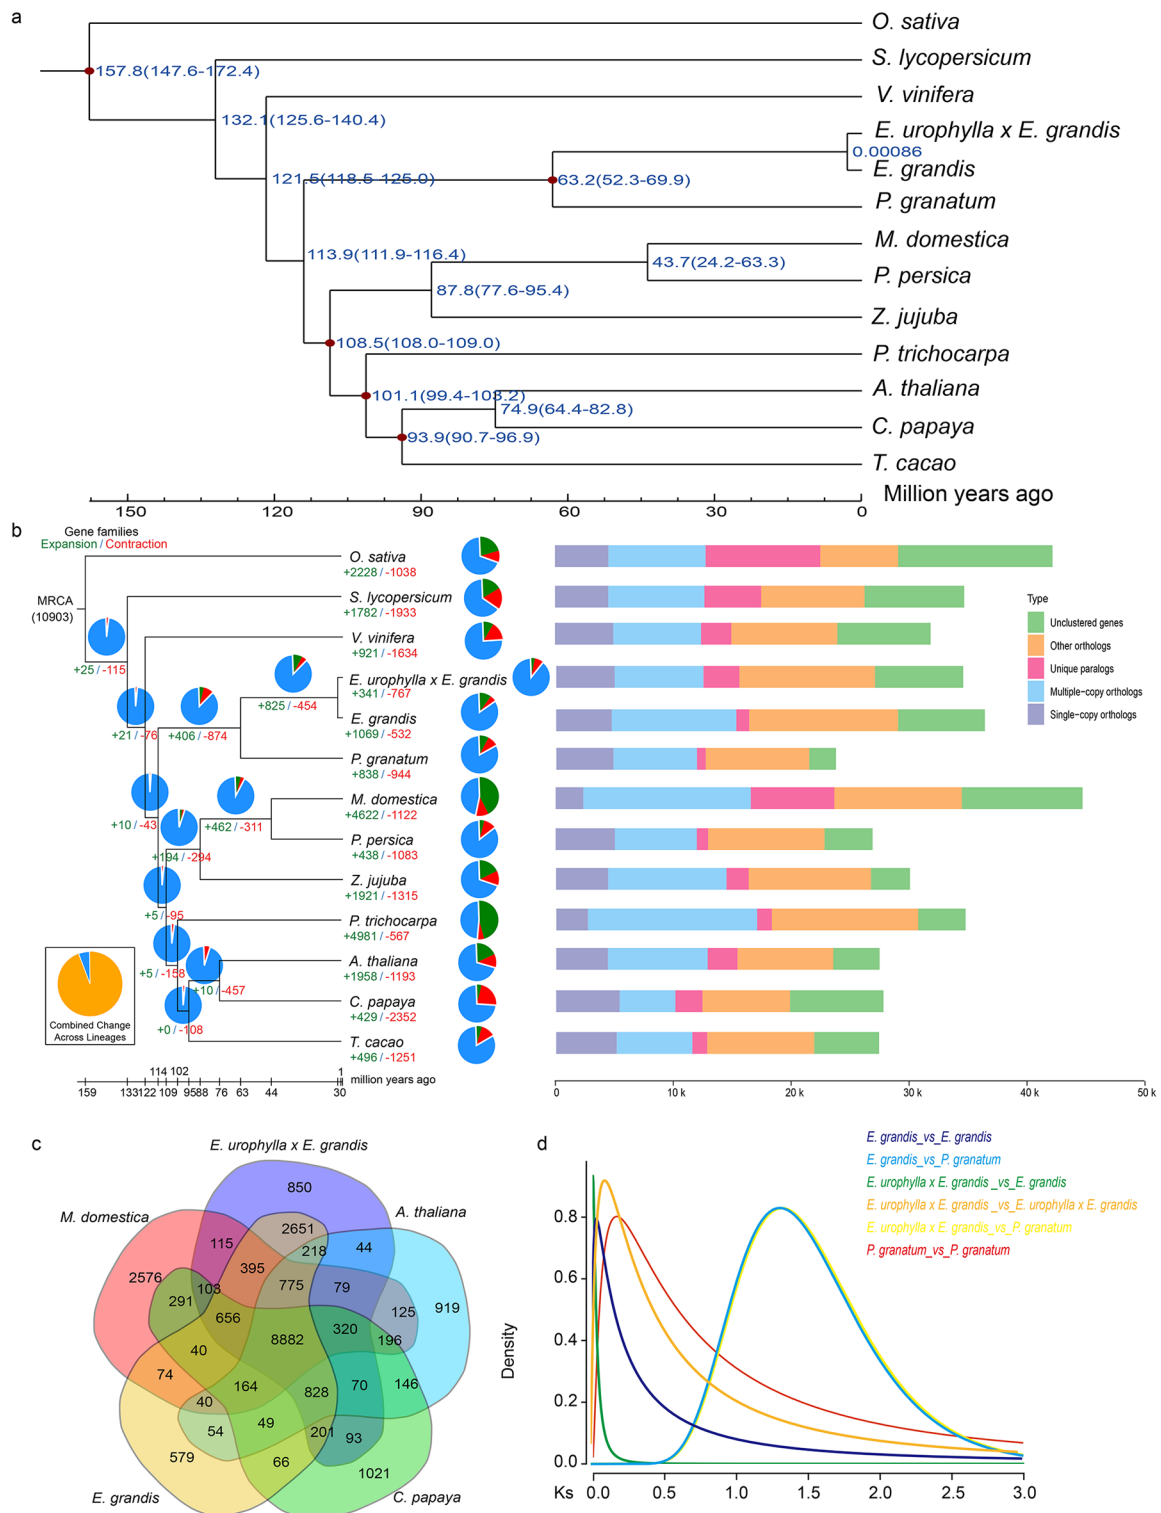 a
O. sativa
S. lycopersicum
157.8(147.6-172.4)
V. vinifera
132.1(125.6-140.4)
E. urophylla x E. grandis
0.00086
E. grandis
121.5(118.5-125.0)
63.2(52.3-69.9)
P. granatum
M. domestica
113.9(111.9-116.4)
43.7(24.2-63.3)
P. persica
87.8(77.6-95.4)
Z. jujuba
108.5(108.0-109.0)
P. trichocarpa
101.1(99.4-103.2)
A. thaliana
74.9(64.4-82.8)
C. papaya
93.9(90.7-96.9)
T. cacao
150 120 90 60 30 0 Million years ago
b
Gene families
Expansion / Contraction
MRCA
(10903)
O. sativa
+2228 / -1038
S. lycopersicum
+1782 / -1933
V. vinifera
+921 / -1634
+25 / -115
E. urophylla x E. grandis
+341 / -767
+825 / -454
E. grandis
+1069 / -532
+21 / -76
+406 / -874
P. granatum
+838 / -944
M. domestica
+4622 / -1122
+10 / -43
+462 / -311
P. persica
+438 / -1083
+194 / -294
Z. jujuba
+1921 / -1315
+5 / -95
P. trichocarpa
+4981 / -567
A. thaliana
+1958 / -1193
+5 / -158
+10 / -457
C. papaya
+429 / -2352
+0 / -108
T. cacao
+496 / -1251
Combined Change
Across Lineages
114 102 1
million years ago
159 133 122 109 95 88 76 63 44 30
Type
Unclustered genes
Other orthologs
Unique paralogs
Multiple-copy orthologs
Single-copy orthologs
0 10 k 20 k 30 k 40 k 50 k
c
E. urophylla x E. grandis
M. domestica
A. thaliana
850
2651
115
218
44
395
2576
103
775
79
291
125
919
656
320
196
8882
40
74
164
828
70
146
40
54
49
201
93
579
66
1021
E. grandis
C. papaya
d
E. grandis_vs_E. grandis
E. grandis_vs_P. granatum
E. urophylla x E. grandis _vs_E. grandis
E. urophylla x E. grandis _vs_E. urophylla x E. grandis
E. urophylla x E. grandis_vs_P. granatum
P. granatum_vs_P. granatum
Density
0.8
0.6
0.4
0.2
0.0
Ks 0.0 0.5 1.0 1.5 2.0 2.5 3.0